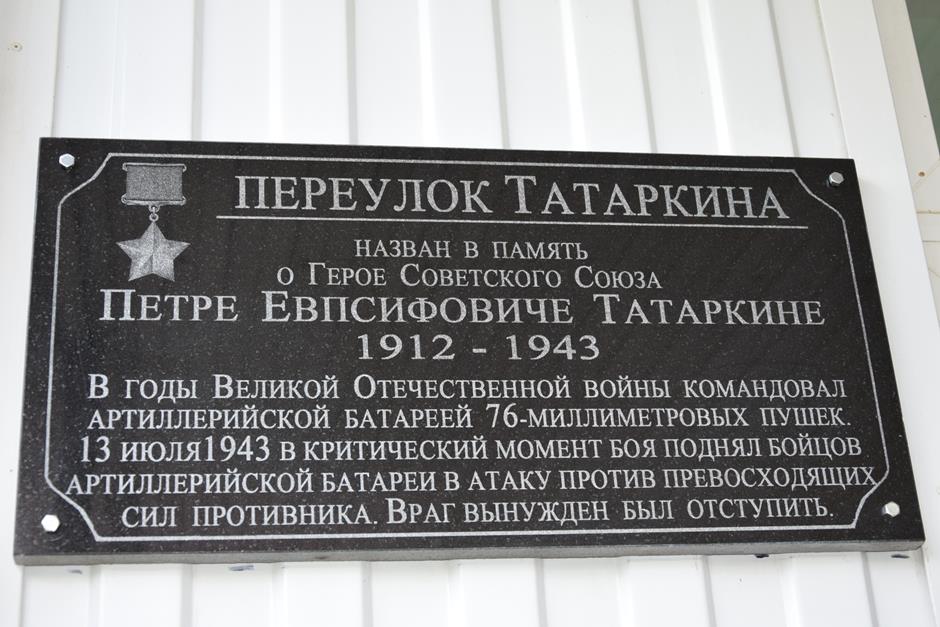 ПЕРЕУЛОК ТАТАРКИНА
НАЗВАН В ПАМЯТЬ
О ГЕРОЕ СОВЕТСКОГО СОЮЗА
ПЕТРЕ ЕВПСИФОВИЧЕ ТАТАРКИНЕ
1912 - 1943
В ГОДЫ ВЕЛИКОЙ ОТЕЧЕСТВЕННОЙ ВОЙНЫ КОМАНДОВАЛ
АРТИЛЛЕРИЙСКОЙ БАТАРЕЕЙ 76-МИЛЛИМЕТРОВЫХ ПУШЕК.
13 ИЮЛЯ1943 В КРИТИЧЕСКИЙ МОМЕНТ БОЯ ПОДНЯЛ БОЙЦОВ
АРТИЛЛЕРИЙСКОЙ БАТАРЕИ В АТАКУ ПРОТИВ ПРЕВОСХОДЯЩИХ
СИЛ ПРОТИВНИКА. ВРАГ ВЫНУЖДЕН БЫЛ ОТСТУПИТЬ.